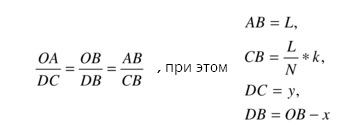 OA/DC = OB/DB = AB/CB , при этом
AB = L,
CB = L/N * k,
DC = y,
DB = OB − x